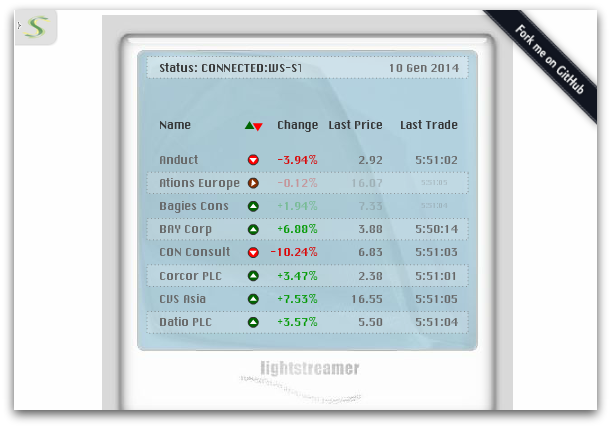 Fork me on GitHub
Status: CONNECTED:WS-ST 10 Gen 2014
Name Change Last Price Last Trade
Anduct -3.94% 2.92 5:51:02
Ations Europe -0.12% 16.07 5:51:05
Bagies Cons +1.94% 7.33 5:51:04
BAY Corp +6.88% 3.88 5:50:14
CON Consult -10.24% 6.83 5:51:03
Corcor PLC +3.47% 2.38 5:51:01
CVS Asia +7.53% 16.55 5:51:05
Datio PLC +3.57% 5.50 5:51:04
lightstreamer